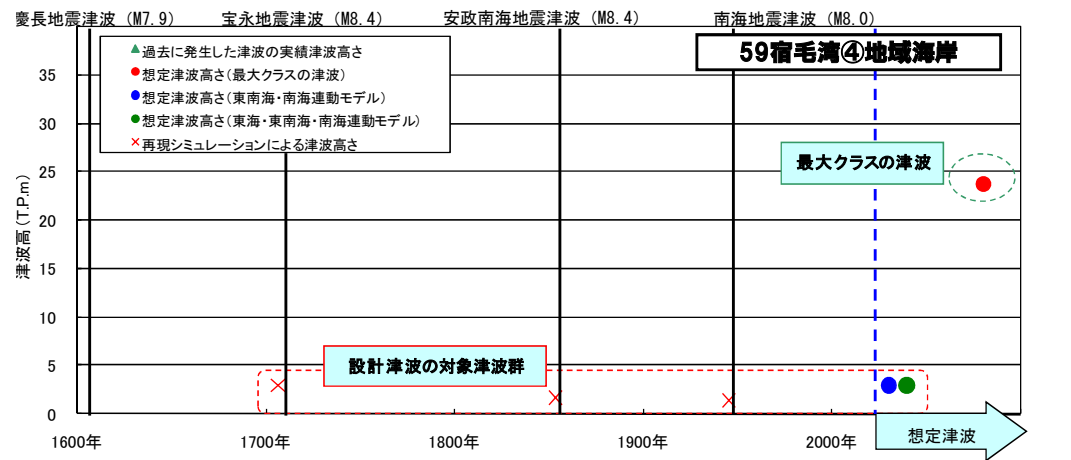 慶長地震津波（M7.9）
宝永地震津波（M8.4）
安政南海地震津波（M8.4）
南海地震津波（M8.0）
59宿毛湾④地域海岸
過去に発生した津波の実績津波高さ
想定津波高さ（最大クラスの津波）
想定津波高さ（東南海・南海連動モデル）
想定津波高さ（東海・東南海・南海連動モデル）
再現シミュレーションによる津波高さ
最大クラスの津波
設計津波の対象津波群
津波高（T.P.m）
35
30
25
20
15
10
5
0
1600年
1700年
1800年
1900年
2000年
想定津波